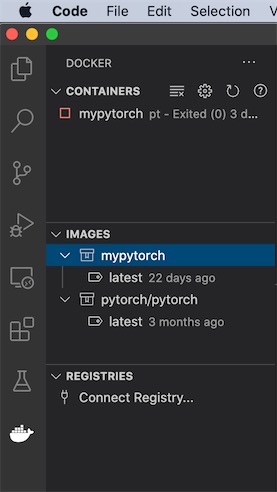 Code File Edit Selection
DOCKER
CONTAINERS
mypytorch pt - Exited (0) 3 d...
IMAGES
mypytorch
latest 22 days ago
pytorch/pytorch
latest 3 months ago
REGISTRIES
Connect Registry...